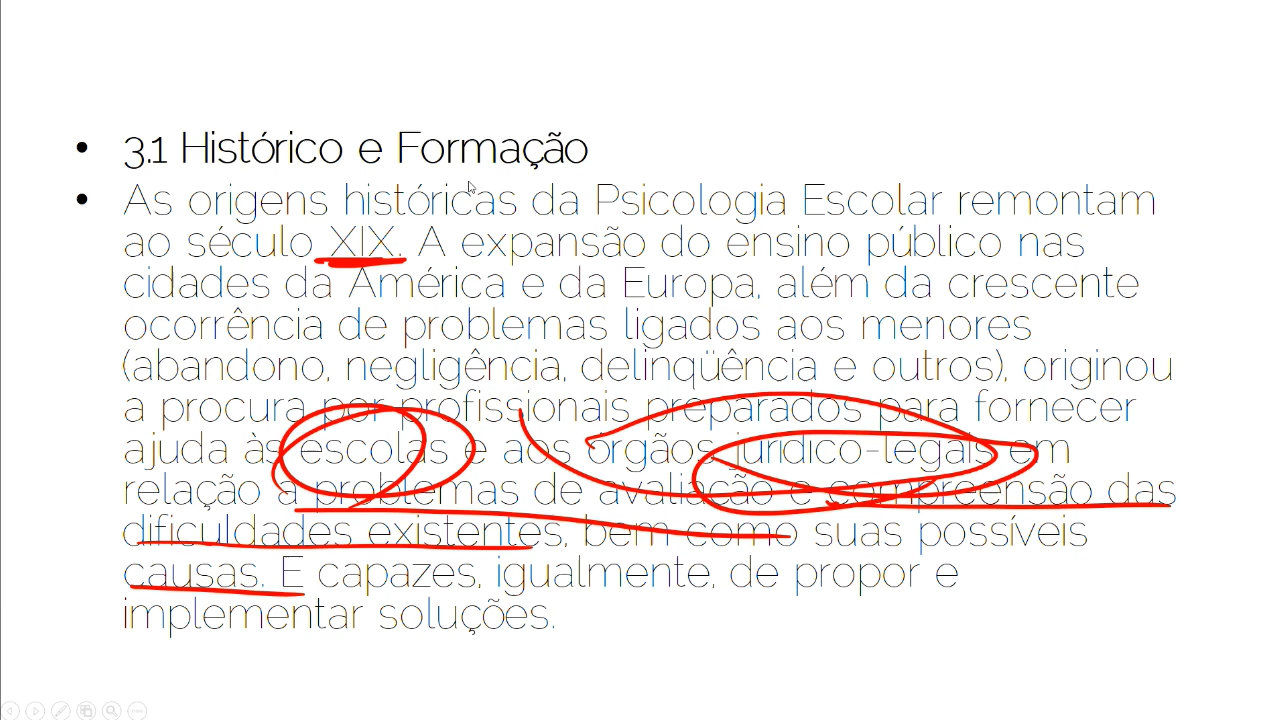 • 3.1 Histórico e Formação
• As origens históricas da Psicologia Escolar remontam
ao século XIX. A expansão do ensino público nas
cidades da América e da Europa, além da crescente
ocorrência de problemas ligados aos menores
(abandono, negligência, delinqüência e outros), originou
a procura por profissionais preparados para fornecer
ajuda às escolas e aos órgãos jurídico-legais em
relação a problemas de avaliação e compreensão das
dificuldades existentes, bem como suas possíveis
causas. E capazes, igualmente, de propor e
implementar soluções.